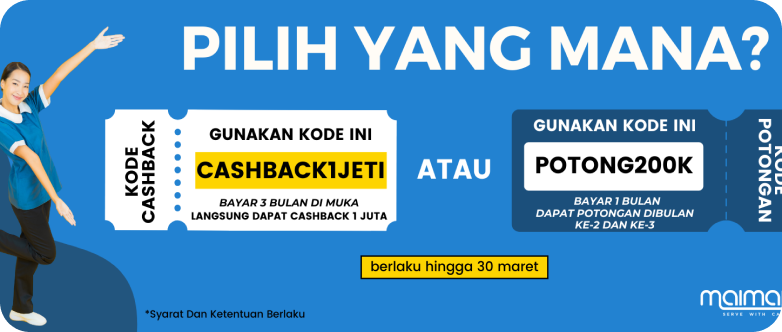 PILIH YANG MANA?
KODE
CASHBACK
GUNAKAN KODE INI
CASHBACK1JETI
BAYAR 3 BULAN DI MUKA
LANGSUNG DAPAT CASHBACK 1 JUTA
ATAU
GUNAKAN KODE INI
POTONG200K
BAYAR 1 BULAN
DAPAT POTONGAN DIBULAN
KE-2 DAN KE-3
KODE
POTONGAN
berlaku hingga 30 maret
*Syarat Dan Ketentuan Berlaku
SERVE WITH